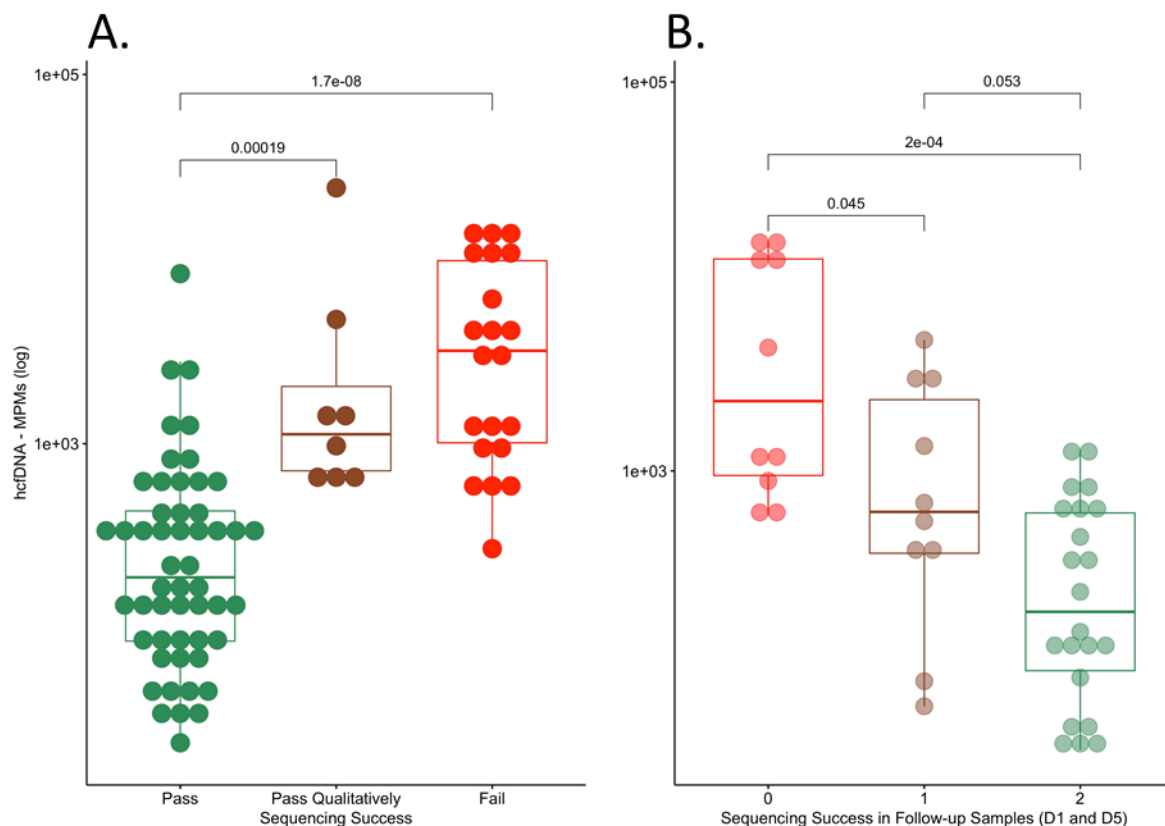 A.
1e+05
1.7e-08
0.00019
1e+03
hcfDNA - MPMs (log)
Pass
Pass Qualitatively
Fail
Sequencing Success
B.
1e+05
0.053
2e-04
0.045
1e+03
0
1
2
Sequencing Success in Follow-up Samples (D1 and D5)